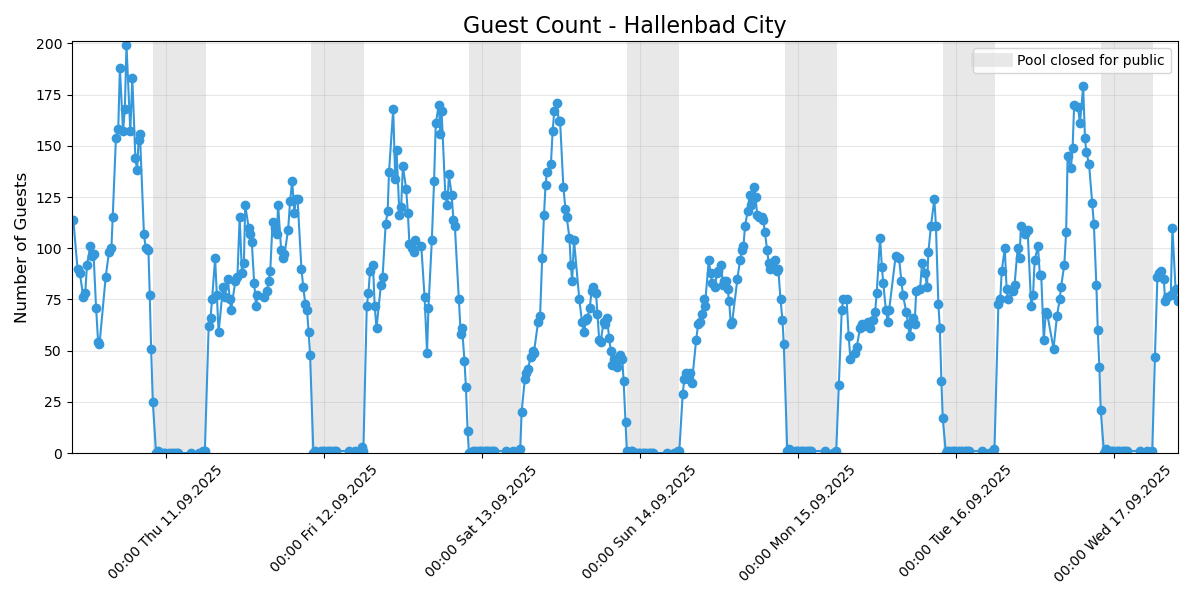 Guest Count - Hallenbad City
Pool closed for public
Number of Guests
200
175
150
125
100
75
50
25
0
00:00 Thu 11.09.2025
00:00 Fri 12.09.2025
00:00 Sat 13.09.2025
00:00 Sun 14.09.2025
00:00 Mon 15.09.2025
00:00 Tue 16.09.2025
00:00 Wed 17.09.2025